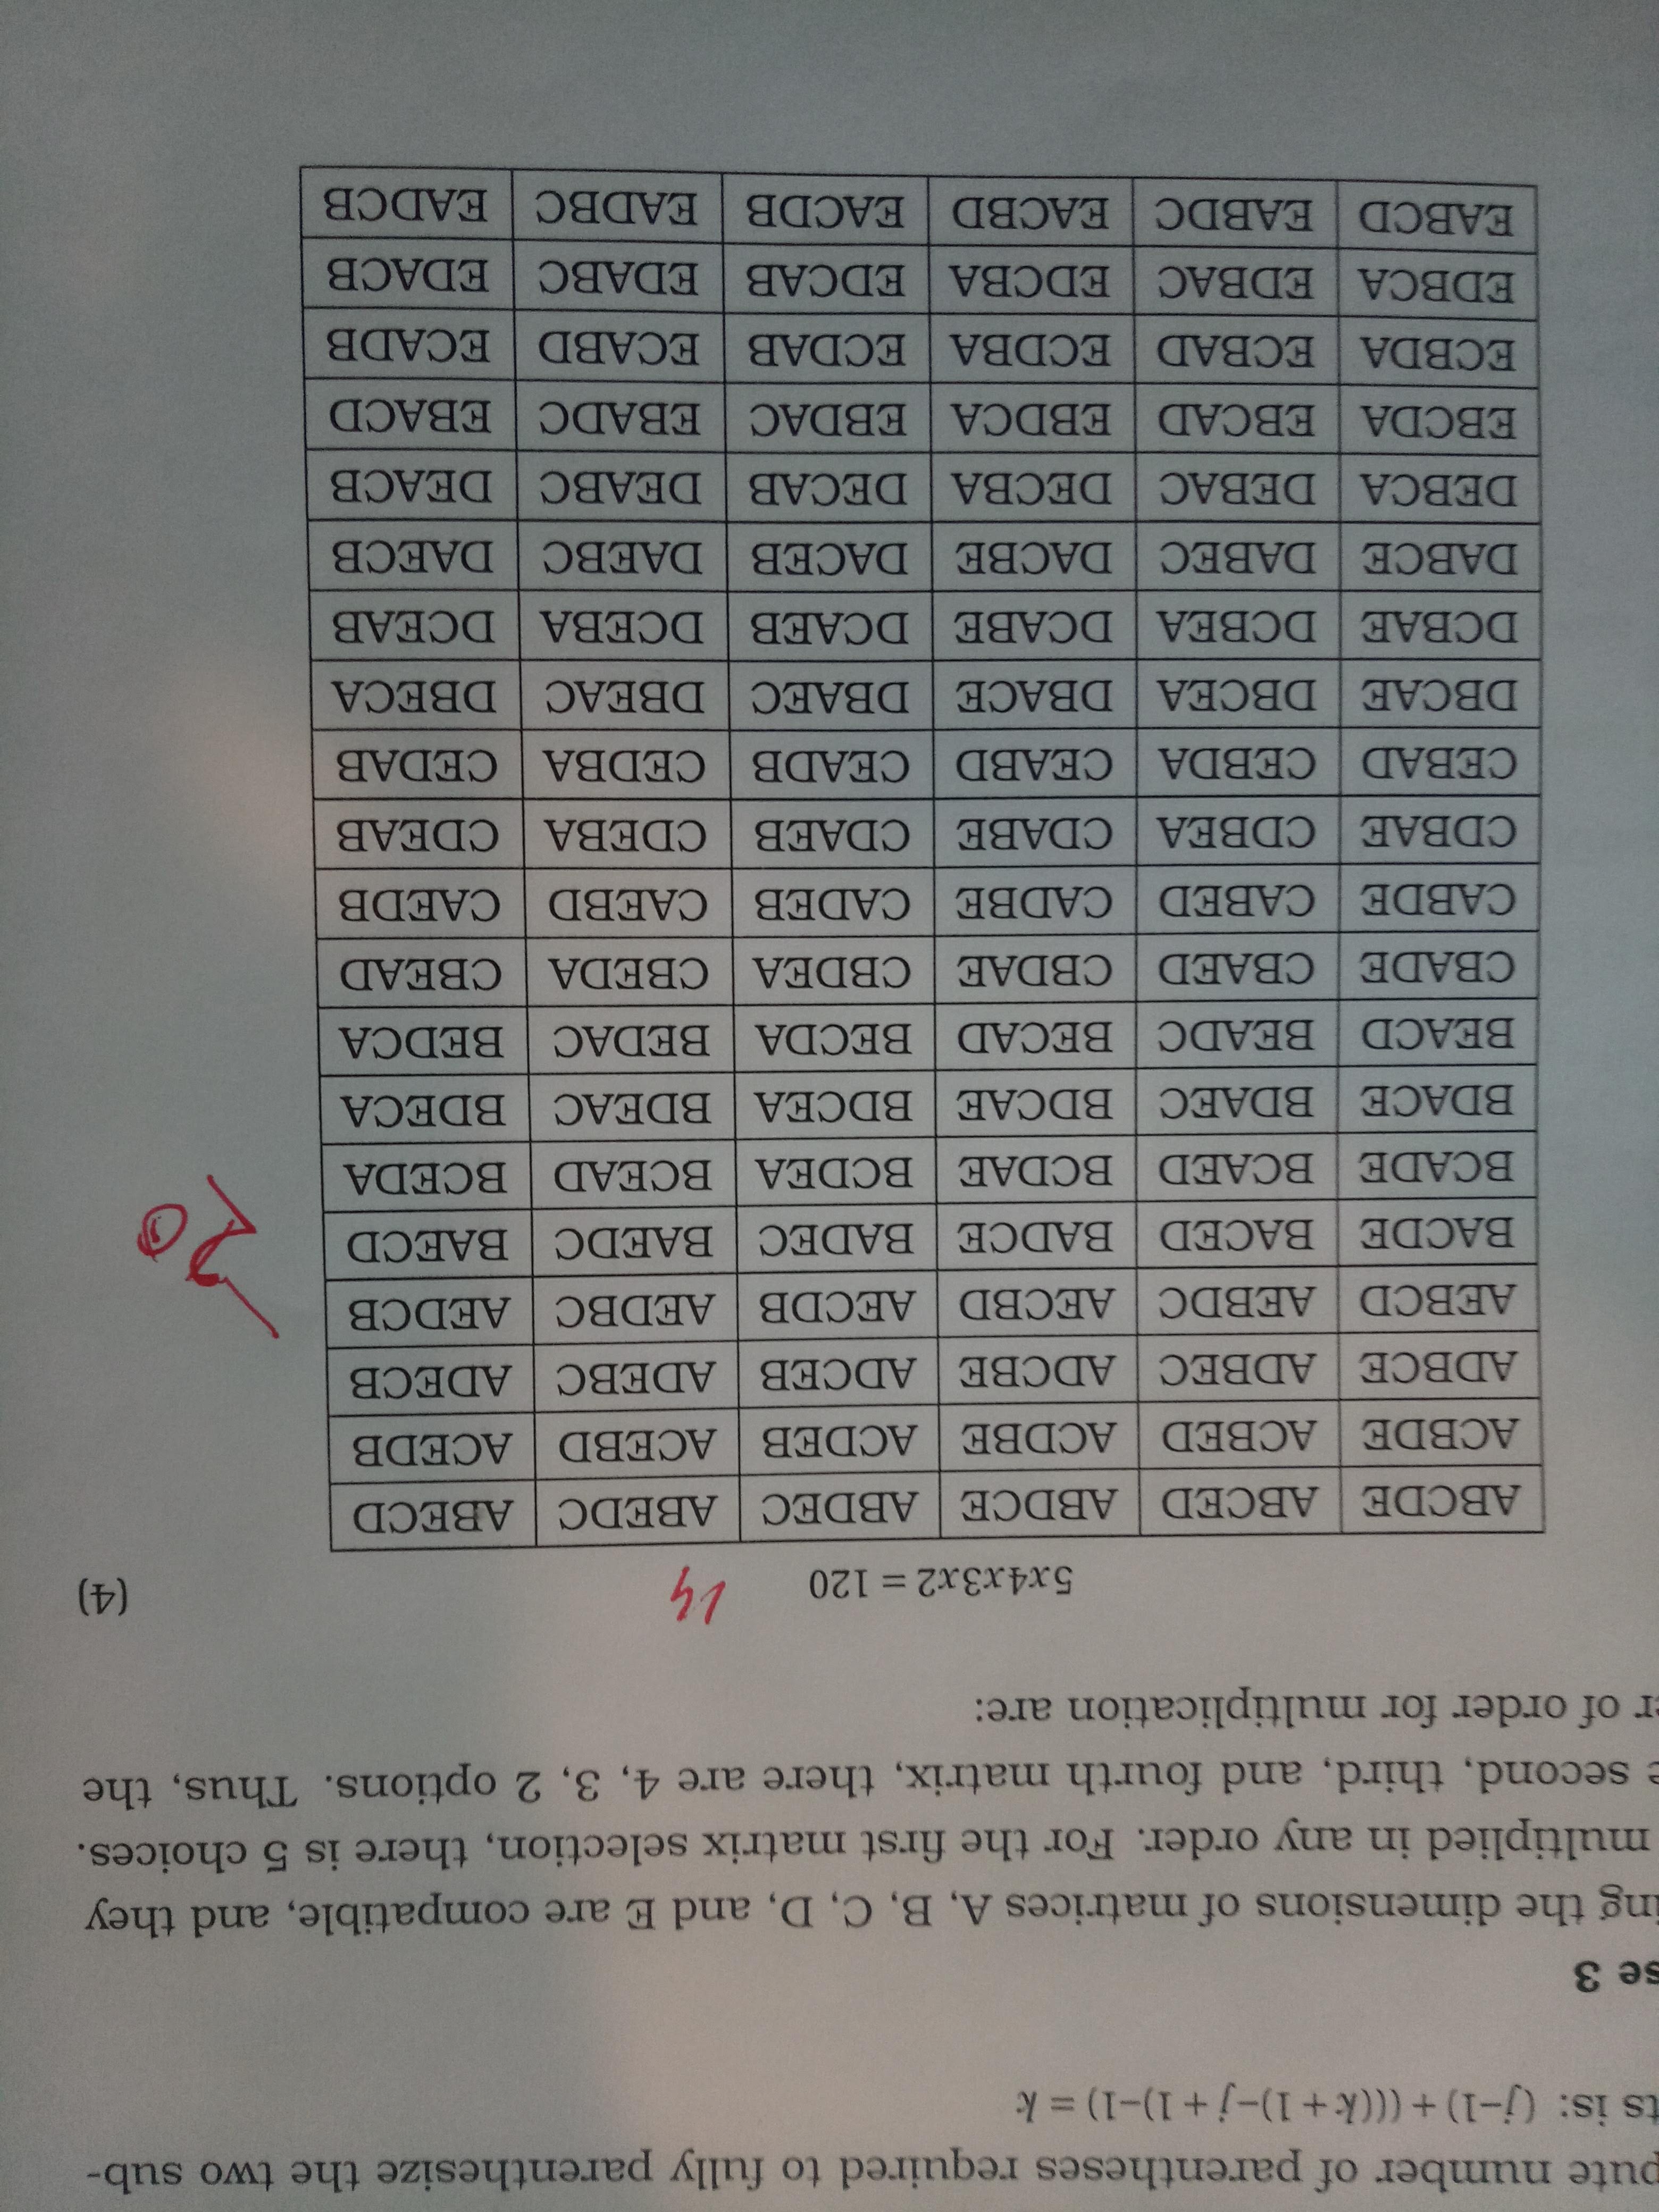 pute number of parentheses required to fully parenthesize the two sub-
ts is: (j–1) + (((k + 1)–j + 1)–1) = k
se 3
ing the dimensions of matrices A, B, C, D, and E are compatible, and they
multiplied in any order. For the first matrix selection, there is 5 choices.
e second, third, and fourth matrix, there are 4, 3, 2 options. Thus, the
er of order for multiplication are:
5x4x3x2 = 120 14 (4)
ABCDE ABCED ABDCE ABDEC ABEDC ABECD
ACBDE ACBED ACDBE ACDEB ACEBD ACEDB
ADBCE ADBEC ADCBE ADCEB ADEBC ADECB
AEBCD AEBDC AECBD AECDB AEDBC AEDCB
BACDE BACED BADCE BADEC BAEDC BAECD
20
BCADE BCAED BCDAE BCDEA BCEAD BCEDA
BDACE BDAEC BDCAE BDCEA BDEAC BDECA
BEACD BEADC BECAD BECDA BEDAC BEDCA
CBADE CBAED CBDAE CBDEA CBEDA CBEAD
CABDE CABED CADBE CADEB CAEBD CAEDB
CDBAE CDBEA CDABE CDAEB CDEBA CDEAB
CEBAD CEBDA CEABD CEADB CEDBA CEDAB
DBCAE DBCEA DBACE DBAEC DBEAC DBECA
DCBAE DCBEA DCABE DCAEB DCEBA DCEAB
DABCE DABEC DACBE DACEB DAEBC DAECB
DEBCA DEBAC DECBA DECAB DEABC DEACB
EBCDA EBCAD EBDCA EBDAC EBADC EBACD
ECBDA ECBAD ECDBA ECDAB ECABD ECADB
EDBCA EDBAC EDCBA EDCAB EDABC EDACB
EABCD EABDC EACBD EACDB EADBC EADCB